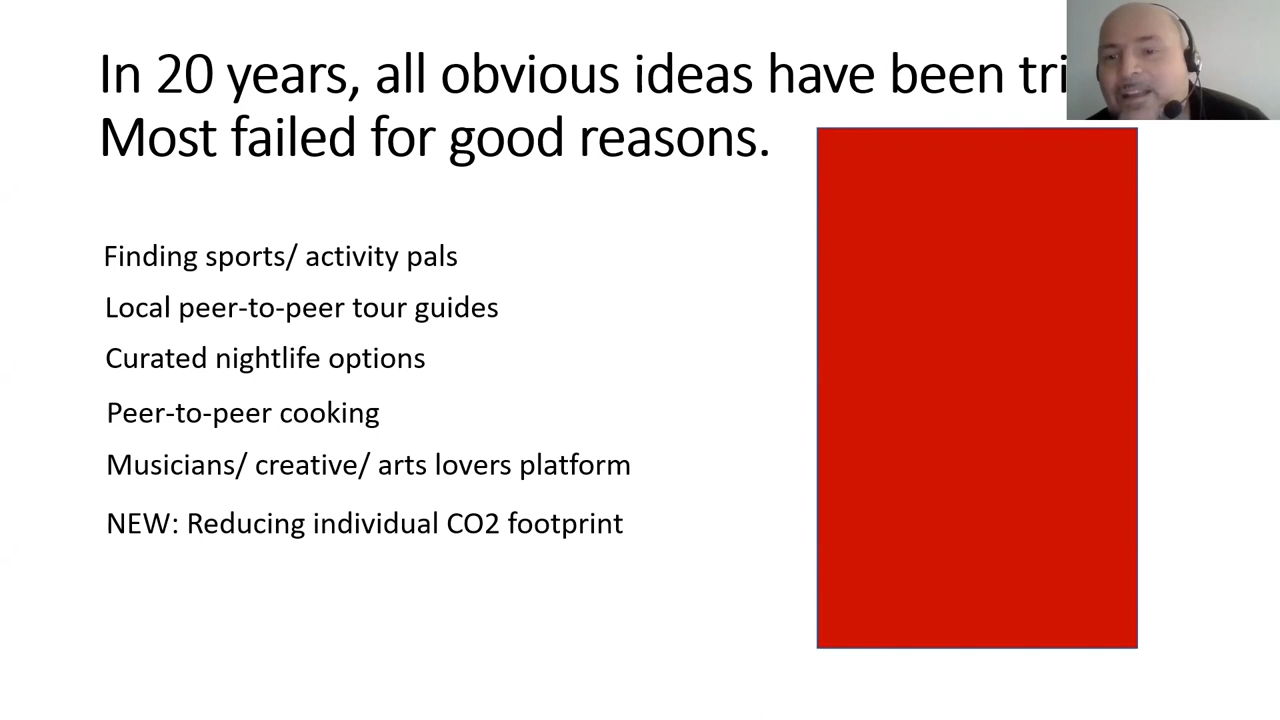 In 20 years, all obvious ideas have been
Most failed for good reasons.
Finding sports/ activity pals
Local peer-to-peer tour guides
Curated nightlife options
Peer-to-peer cooking
Musicians/ creative/ arts lovers platform
NEW: Reducing individual CO2 footprint